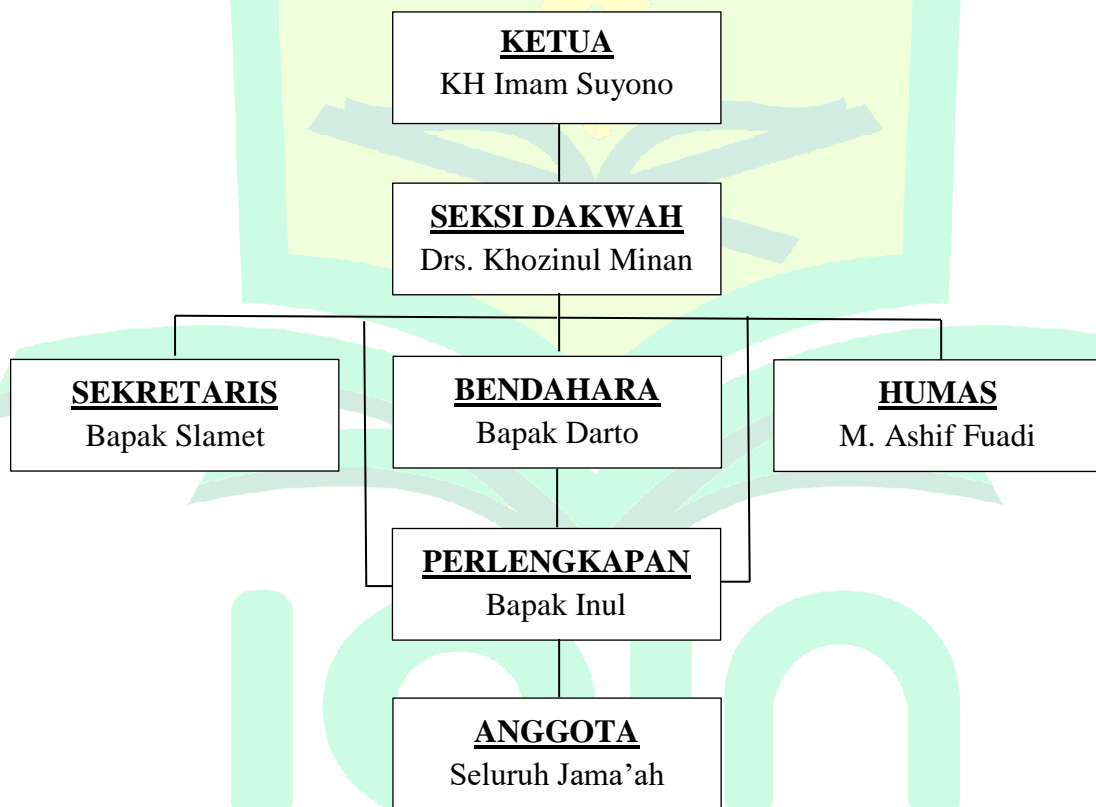 KETUA
KH Imam Suyono
SEKSI DAKWAH
Drs. Khozinul Minan
SEKRETARIS
Bapak Slamet
BENDAHARA
Bapak Darto
HUMAS
M. Ashif Fuadi
PERLENGKAPAN
Bapak Inul
ANGGOTA
Seluruh Jama’ah